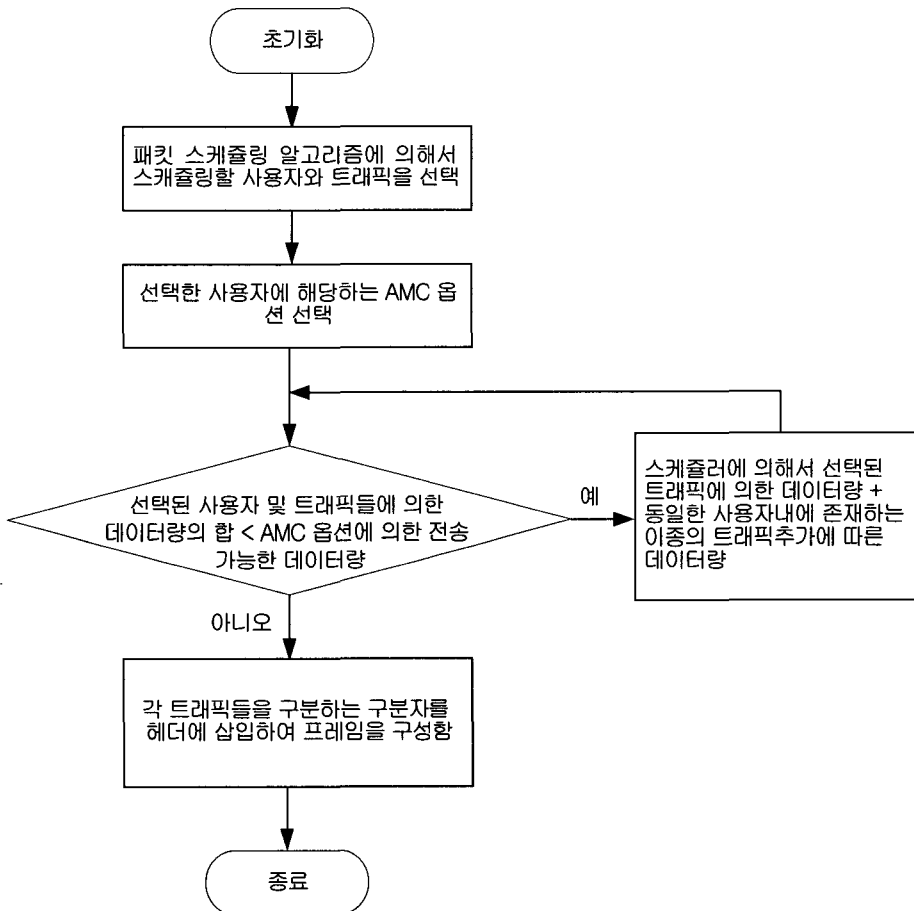 초기화
패킷 스케쥴링 알고리즘에 의해서
스캐쥴링할 사용자와 트래픽을 선택
선택한 사용자에 해당하는 AMC 옵
션 선택
선택된 사용자 및 트래픽들에 의한
데이터량의 합 < AMC 옵션에 의한 전송
가능한 데이터량
예
스케쥴러에 의해서 선택된
트래픽에 의한 데이터량 +
동일한 사용자내에 존재하는
이종의 트래픽추가에 따른
데이터량
아니오
각 트래픽들을 구분하는 구분자를
헤더에 삽입하여 프레임을 구성함
종료